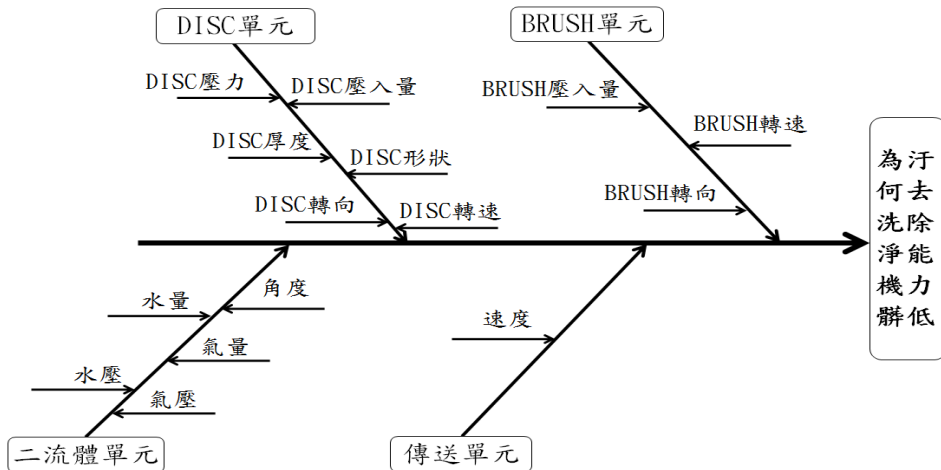 DISC單元
BRUSH單元
DISC壓力
DISC壓入量
DISC厚度
DISC形狀
DISC轉向
DISC轉速
BRUSH壓入量
BRUSH轉速
BRUSH轉向
為何洗淨機髒
汙去除能力低
水量
角度
氣量
水壓
氣壓
速度
二流體單元
傳送單元